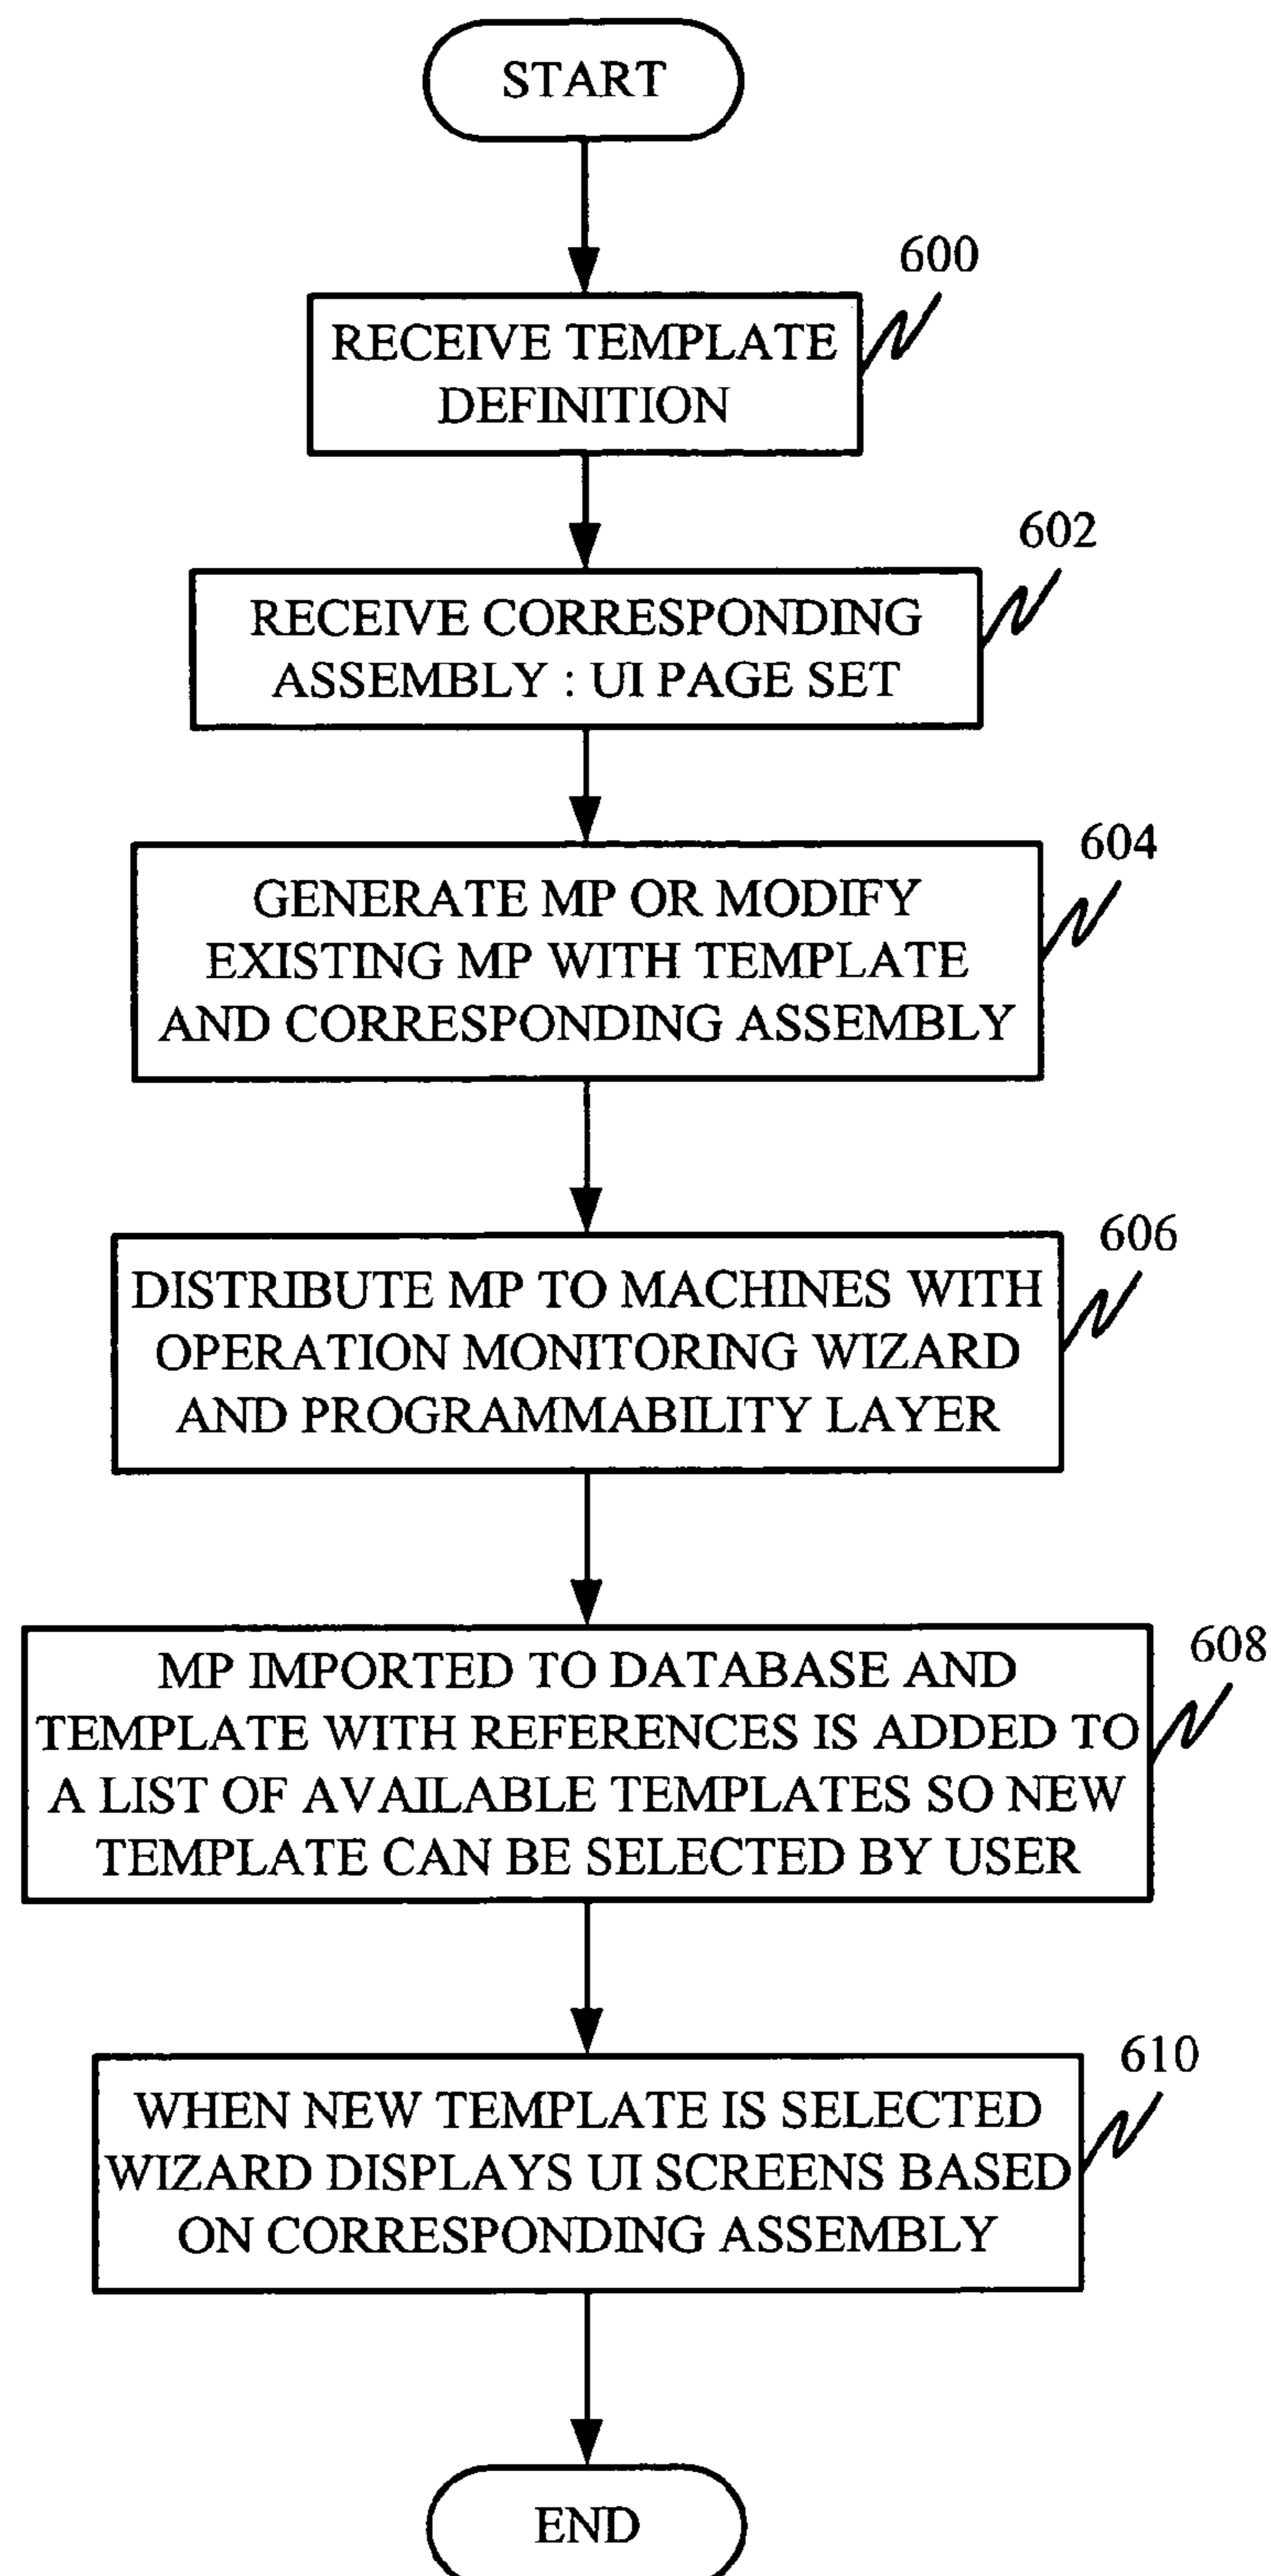 START
600
RECEIVE TEMPLATE
DEFINITION
602
RECEIVE CORRESPONDING
ASSEMBLY : UI PAGE SET
604
GENERATE MP OR MODIFY
EXISTING MP WITH TEMPLATE
AND CORRESPONDING ASSEMBLY
606
DISTRIBUTE MP TO MACHINES WITH
OPERATION MONITORING WIZARD
AND PROGRAMMABILITY LAYER
608
MP IMPORTED TO DATABASE AND
TEMPLATE WITH REFERENCES IS ADDED TO
A LIST OF AVAILABLE TEMPLATES SO NEW
TEMPLATE CAN BE SELECTED BY USER
610
WHEN NEW TEMPLATE IS SELECTED
WIZARD DISPLAYS UI SCREENS BASED
ON CORRESPONDING ASSEMBLY
END